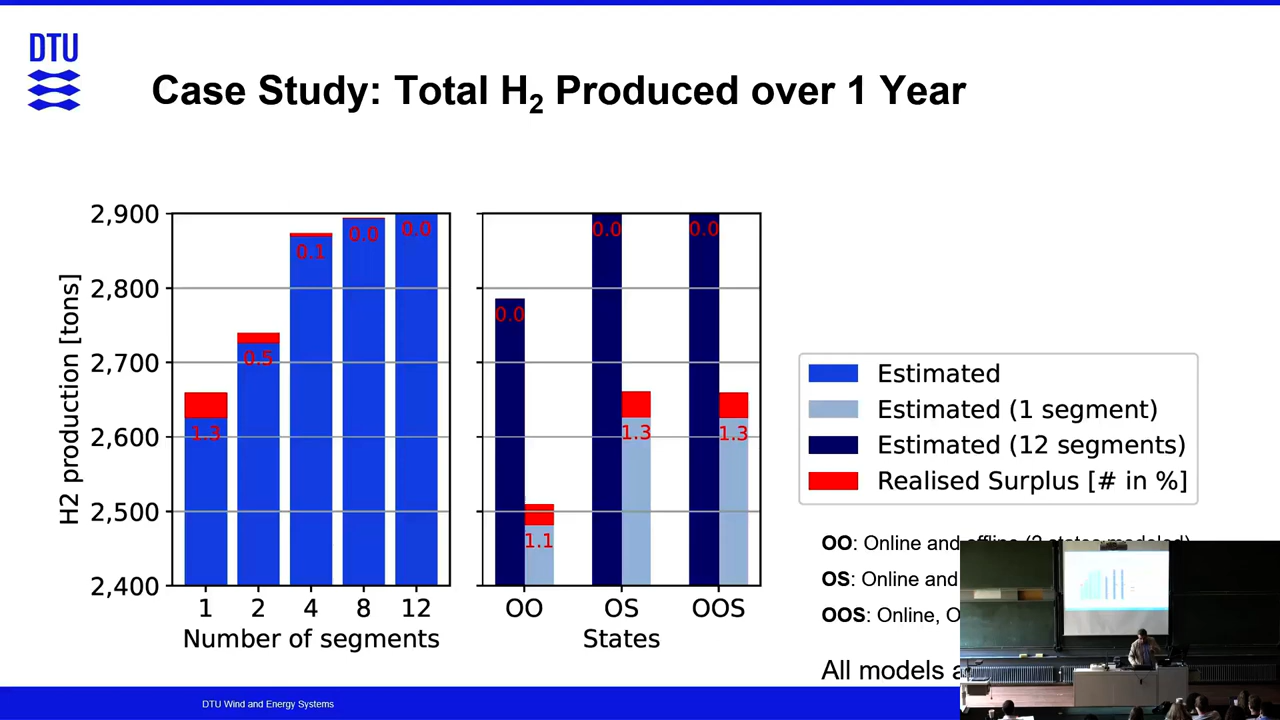 DTU
Case Study: Total H2 Produced over 1 Year
H2 production [tons]
2,900
2,800
2,700
2,600
2,500
2,400
1.3
0.5
0.1
0.0
0.0
1 2 4 8 12
Number of segments
0.0
1.1
0.0
1.3
0.0
1.3
OO OS OOS
States
Estimated
Estimated (1 segment)
Estimated (12 segments)
Realised Surplus [# in %]
OO: Online and offline (2 states modeled)
OS: Online and
OOS: Online, O
All models
DTU Wind and Energy Systems